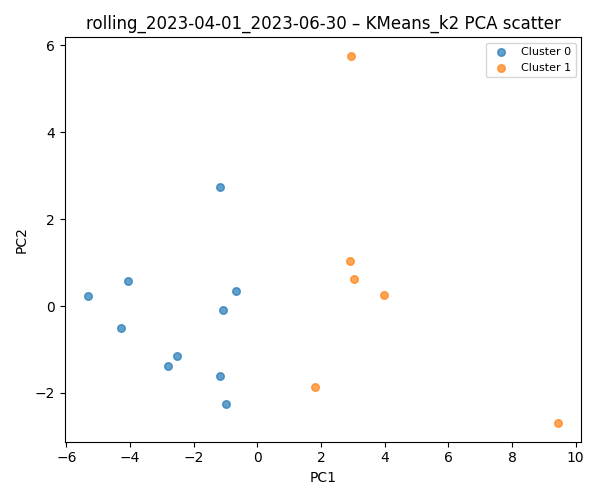 rolling_2023-04-01_2023-06-30 – KMeans_k2 PCA scatter
Cluster 0
Cluster 1
6
4
2
0
−2
PC2
−6
−4
−2
0
2
4
6
8
10
PC1